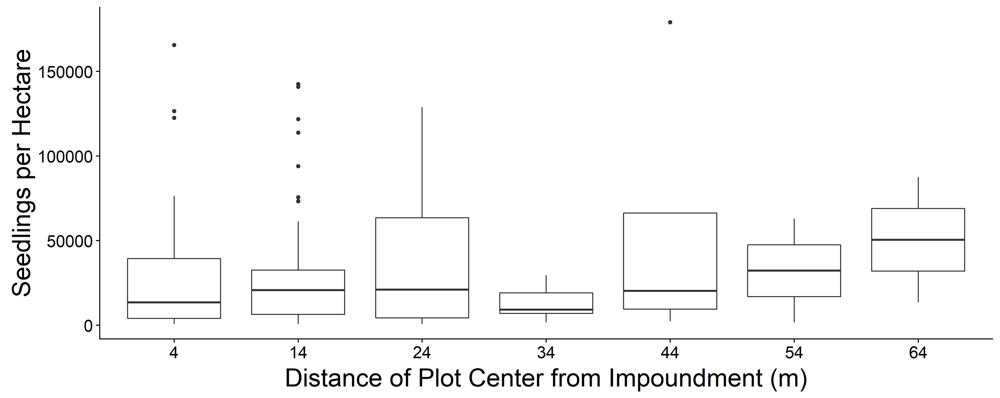 Seedlings per Hectare
150000
100000
50000
0
4 14 24 34 44 54 64
Distance of Plot Center from Impoundment (m)